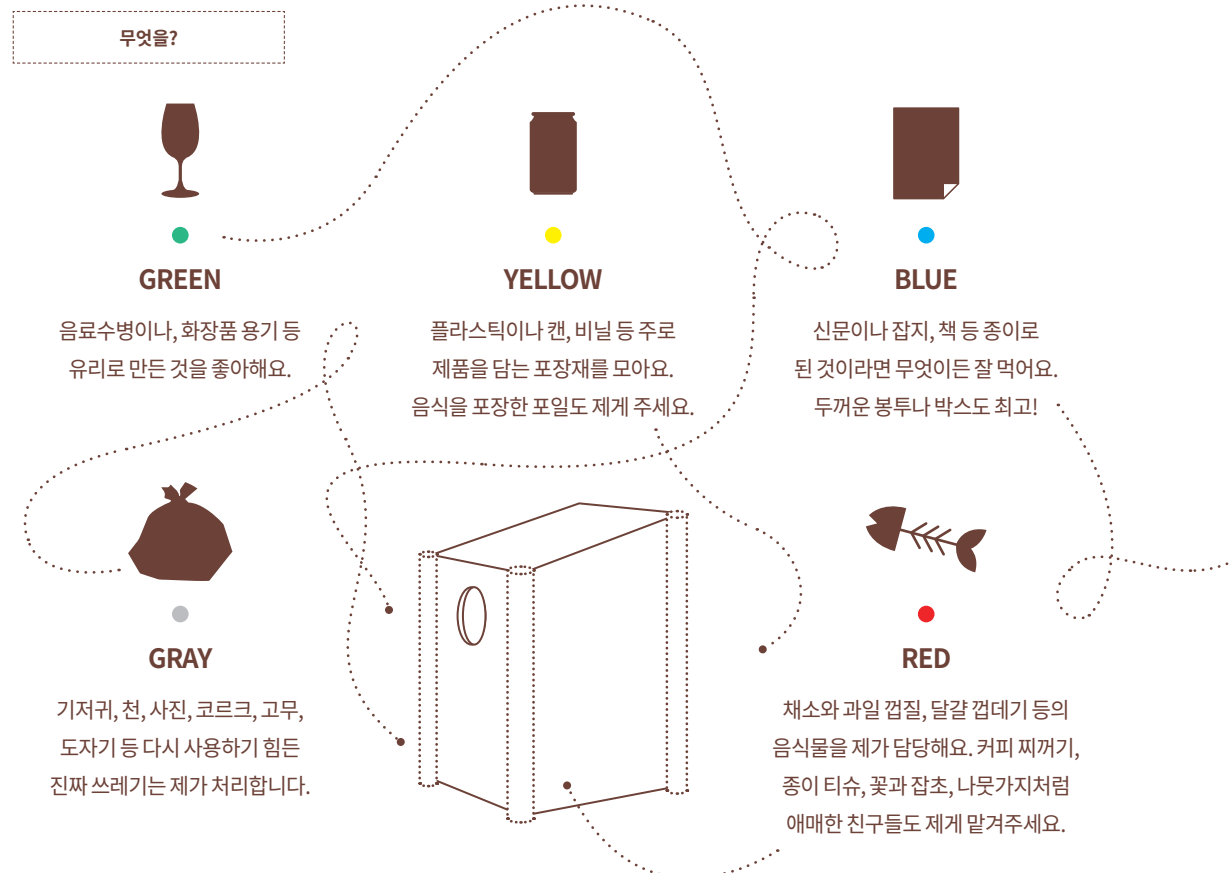 무엇을?
GREEN
음료수병이나, 화장품 용기 등
유리로 만든 것을 좋아해요.
YELLOW
플라스틱이나 캔, 비닐 등 주로
제품을 담는 포장재를 모아요.
음식을 포장한 포일도 제게 주세요.
BLUE
신문이나 잡지, 책 등 종이로
된 것이라면 무엇이든 잘 먹어요.
두꺼운 봉투나 박스도 최고!
GRAY
기저귀, 천, 사진, 코르크, 고무,
도자기 등 다시 사용하기 힘든
진짜 쓰레기는 제가 처리합니다.
RED
채소와 과일 껍질, 달걀 껍데기 등의
음식물을 제가 담당해요. 커피 찌꺼기,
종이 티슈, 꽃과 잡초, 나뭇가지처럼
애매한 친구들도 제게 맡겨주세요.